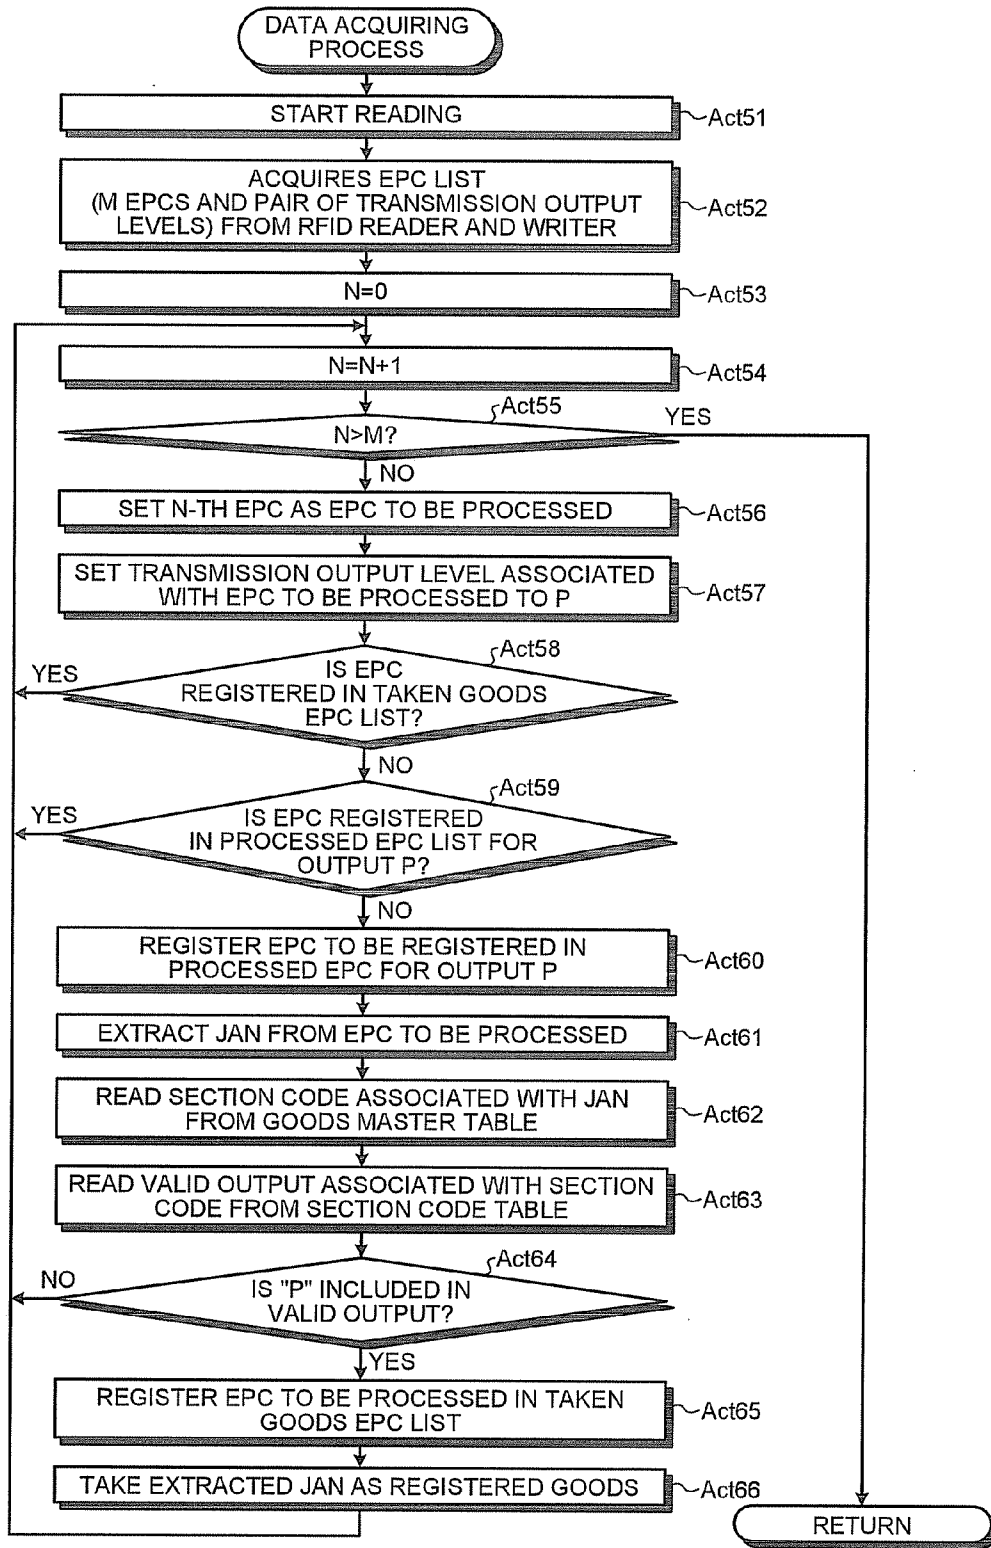 DATA ACQUIRING
PROCESS
START READING
Act51
ACQUIRES EPC LIST
(M EPCS AND PAIR OF TRANSMISSION OUTPUT
LEVELS) FROM RFID READER AND WRITER
Act52
N=0
Act53
N=N+1
Act54
Act55
N>M?
YES
NO
SET N-TH EPC AS EPC TO BE PROCESSED
Act56
SET TRANSMISSION OUTPUT LEVEL ASSOCIATED
WITH EPC TO BE PROCESSED TO P
Act57
Act58
YES
IS EPC
REGISTERED IN TAKEN GOODS
EPC LIST?
NO
Act59
YES
IS EPC REGISTERED
IN PROCESSED EPC LIST FOR
OUTPUT P?
NO
REGISTER EPC TO BE REGISTERED IN
PROCESSED EPC FOR OUTPUT P
Act60
EXTRACT JAN FROM EPC TO BE PROCESSED
Act61
READ SECTION CODE ASSOCIATED WITH JAN
FROM GOODS MASTER TABLE
Act62
READ VALID OUTPUT ASSOCIATED WITH SECTION
CODE FROM SECTION CODE TABLE
Act63
Act64
NO
IS "P" INCLUDED IN
VALID OUTPUT?
YES
REGISTER EPC TO BE PROCESSED IN TAKEN
GOODS EPC LIST
Act65
TAKE EXTRACTED JAN AS REGISTERED GOODS
Act66
RETURN